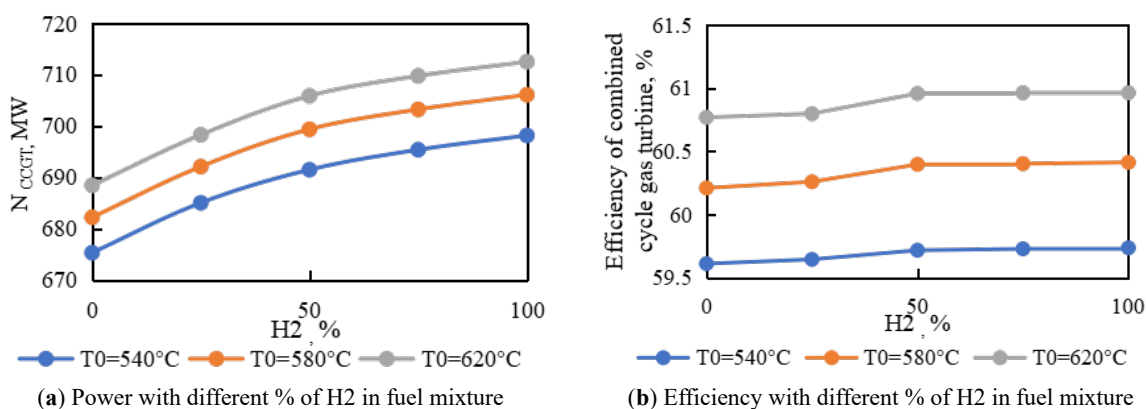 720
710
700
690
680
670
N CCGT, MW
0
50
100
H2 , %
T0=540°C T0=580°C T0=620°C
(a) Power with different % of H2 in fuel mixture
61.5
61
60.5
60
59.5
Efficiency of combined
cycle gas turbine, %
0
50
100
H2 , %
T0=540°C T0=580°C T0=620°C
(b) Efficiency with different % of H2 in fuel mixture